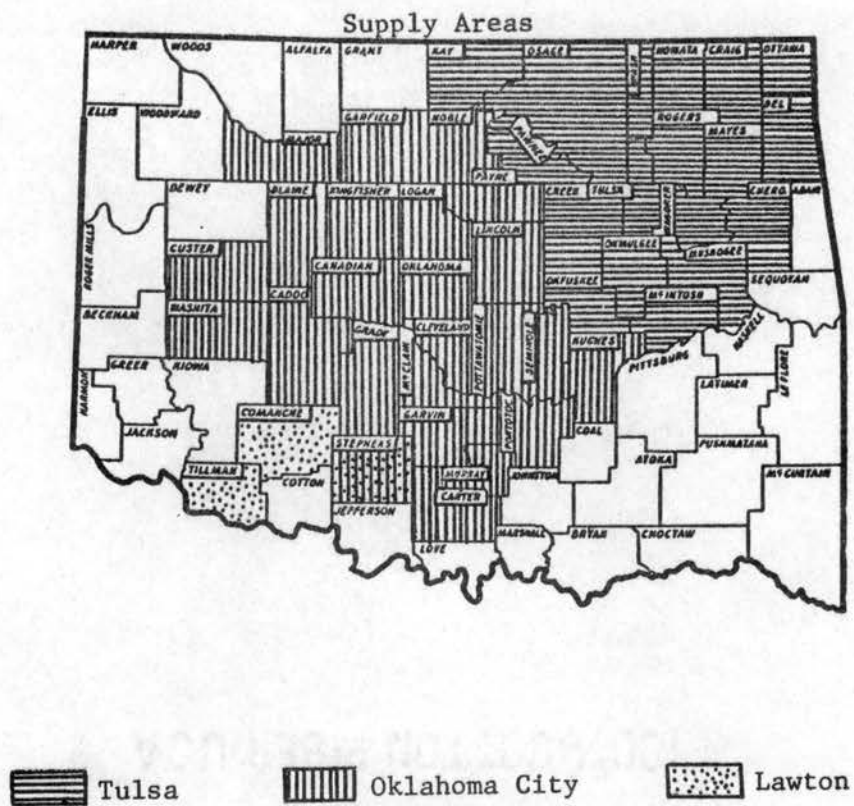 Supply Areas
HARPER WOODS ALFALFA GRANT KAY OSAGE WASH. NOWATA CRAIG OTTAWA
ELLIS WOODWARD MAJOR GARFIELD NOBLE PAWNEE ROGERS MAYES DEL.
DEWEY BLAINE KINGFISHER LOGAN PAYNE CREEK TULSA WAGONER CHERO. ADAIR
ROGER MILLS CUSTER CANADIAN OKLAHOMA LINCOLN OKMULGEE MUSKOGEE
BECKHAM WASHITA CADDO OKFUSKEE McINTOSH SEQUOYAH
GRADY McCLAIN CLEVELAND POTTAWATOMIE SEMINOLE HUGHES PITTSBURG HASKELL
HARMON GREER KIOWA LATIMER LEFLORE
JACKSON COMANCHE STEPHENS GARVIN PONTOTOC COAL ATOKA PUSHMATAHA
TILLMAN COTTON MURRAY JOHNSTON McCURTAIN
JEFFERSON CARTER
LOVE MARSHALL BRYAN CHOCTAW
Tulsa Oklahoma City Lawton